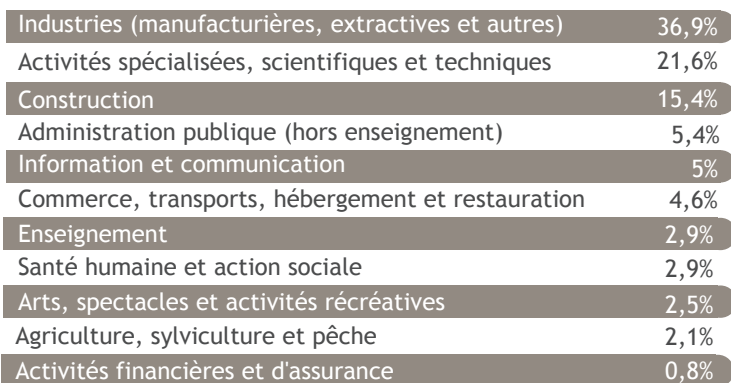 Industries (manufacturières, extractives et autres) 36,9%
Activités spécialisées, scientifiques et techniques 21,6%
Construction 15,4%
Administration publique (hors enseignement) 5,4%
Information et communication 5%
Commerce, transports, hébergement et restauration 4,6%
Enseignement 2,9%
Santé humaine et action sociale 2,9%
Arts, spectacles et activités récréatives 2,5%
Agriculture, sylviculture et pêche 2,1%
Activités financières et d'assurance 0,8%